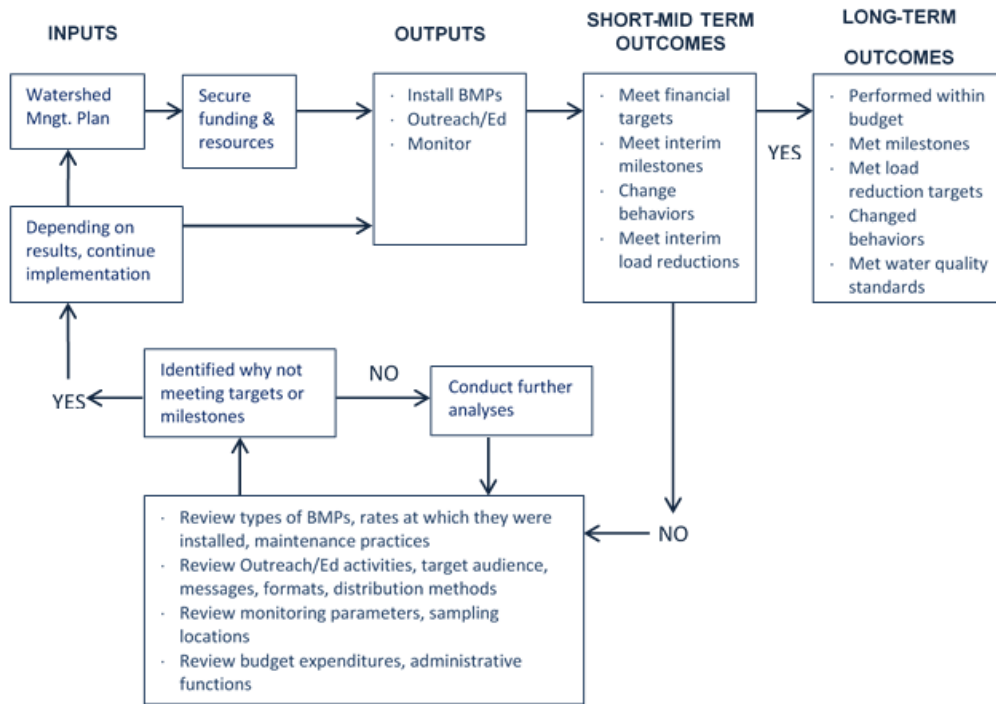 INPUTS
OUTPUTS
SHORT-MID TERM
OUTCOMES
LONG-TERM
OUTCOMES
Watershed
Mngt. Plan
Secure
funding &
resources
· Install BMPs
· Outreach/Ed
· Monitor
· Meet financial
targets
· Meet interim
milestones
· Change
behaviors
· Meet interim
load reductions
YES
· Performed within
budget
· Met milestones
· Met load
reduction targets
· Changed
behaviors
· Met water quality
standards
Depending on
results, continue
implementation
YES
Identified why not
meeting targets or
milestones
NO
Conduct further
analyses
NO
· Review types of BMPs, rates at which they were
installed, maintenance practices
· Review Outreach/Ed activities, target audience,
messages, formats, distribution methods
· Review monitoring parameters, sampling
locations
· Review budget expenditures, administrative
functions